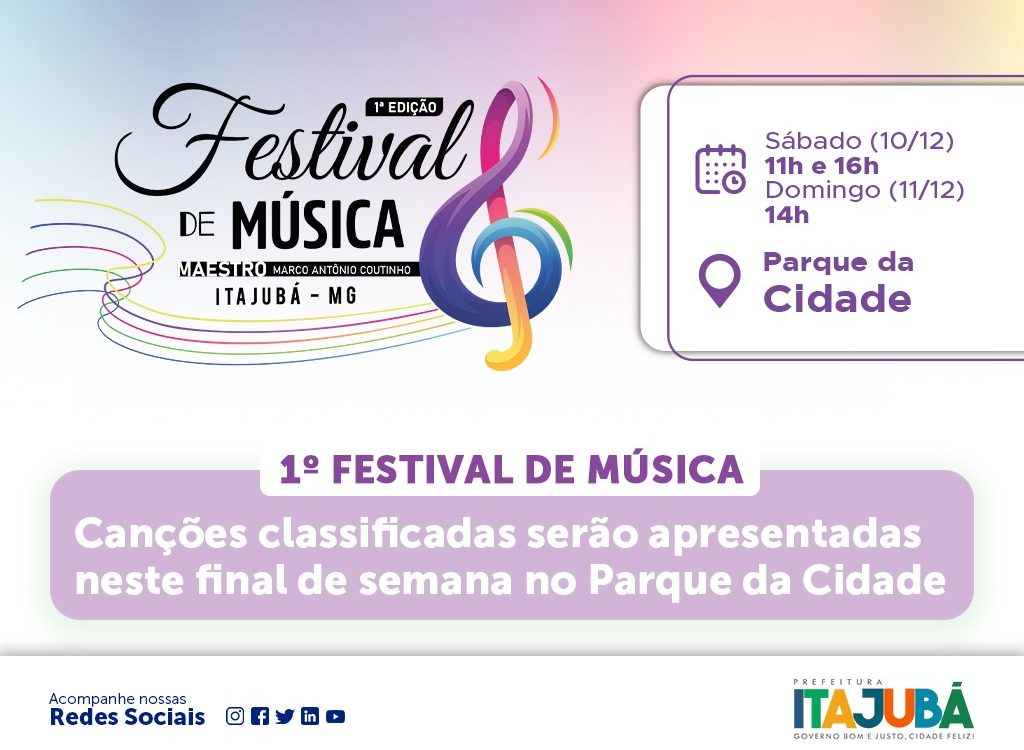 1ª EDIÇÃO
Festival
DE MÚSICA
MAESTRO MARCO ANTÔNIO COUTINHO
ITAJUBÁ - MG
Sábado (10/12)
11h e 16h
Domingo (11/12)
14h
Parque da
Cidade
1º FESTIVAL DE MÚSICA
Canções classificadas serão apresentadas
neste final de semana no Parque da Cidade
Acompanhe nossas
Redes Sociais
PREFEITURA
ITAJUBÁ
GOVERNO BOM E JUSTO, CIDADE FELIZ!